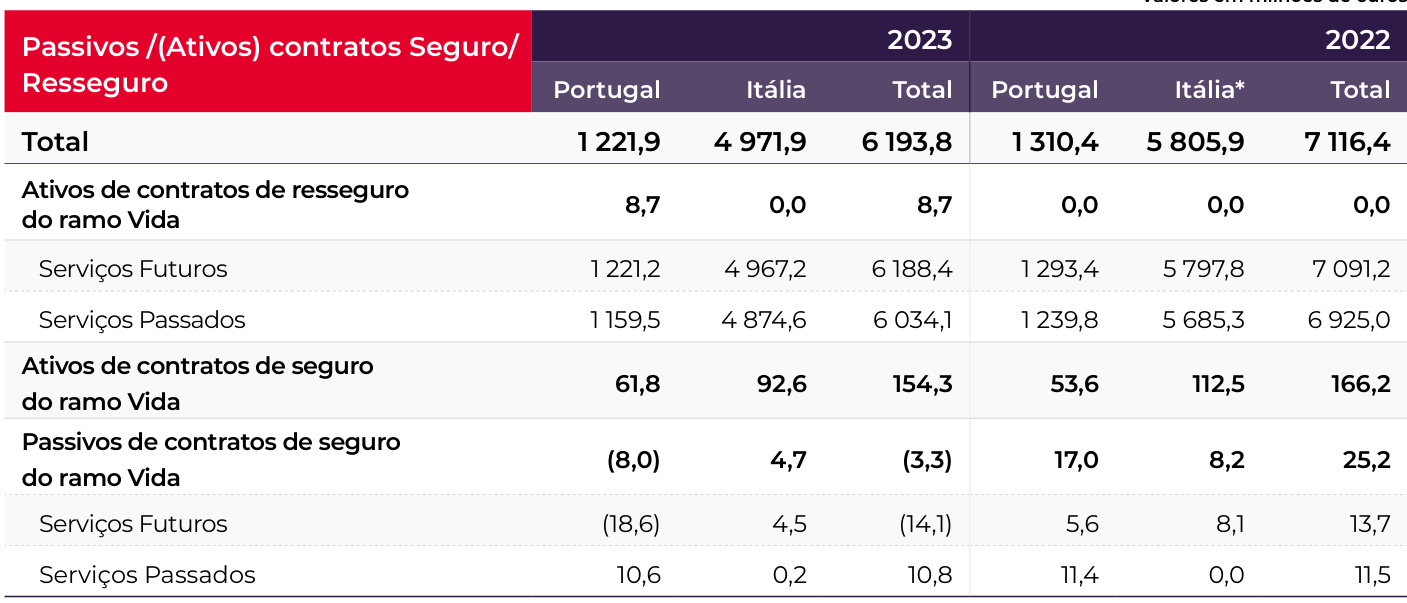 Valores em milhões de euros
Passivos /(Ativos) contratos Seguro/
Resseguro
2023 2022
Portugal Itália Total Portugal Itália* Total
Total 1 221,9 4 971,9 6 193,8 1 310,4 5 805,9 7 116,4
Ativos de contratos de resseguro
do ramo Vida 8,7 0,0 8,7 0,0 0,0 0,0
Serviços Futuros 1 221,2 4 967,2 6 188,4 1 293,4 5 797,8 7 091,2
Serviços Passados 1 159,5 4 874,6 6 034,1 1 239,8 5 685,3 6 925,0
Ativos de contratos de seguro
do ramo Vida 61,8 92,6 154,3 53,6 112,5 166,2
Passivos de contratos de seguro
do ramo Vida (8,0) 4,7 (3,3) 17,0 8,2 25,2
Serviços Futuros (18,6) 4,5 (14,1) 5,6 8,1 13,7
Serviços Passados 10,6 0,2 10,8 11,4 0,0 11,5